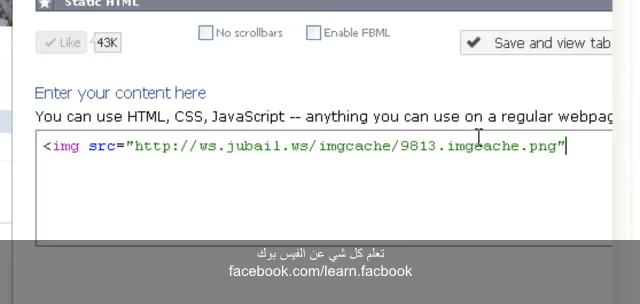 Static HTML
Like 43K No scrollbars Enable FBML Save and view tab
Enter your content here
You can use HTML, CSS, JavaScript -- anything you can use on a regular webpag
<img src="http://ws.jubail.ws/imgcache/9813.imgcache.png"
تعلم كل شي عن الفيس بوك
facebook.com/learn.facbook